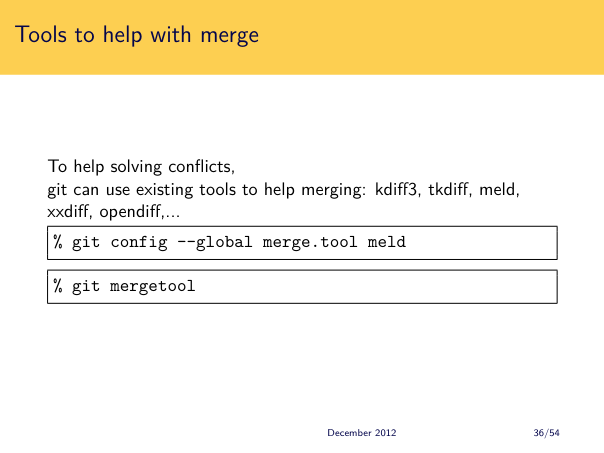 Tools to help with merge
To help solving conflicts,
git can use existing tools to help merging: kdiff3, tkdiff, meld,
xxdiff, opendiff,...
% git config --global merge.tool meld
% git mergetool
December 2012 36/54